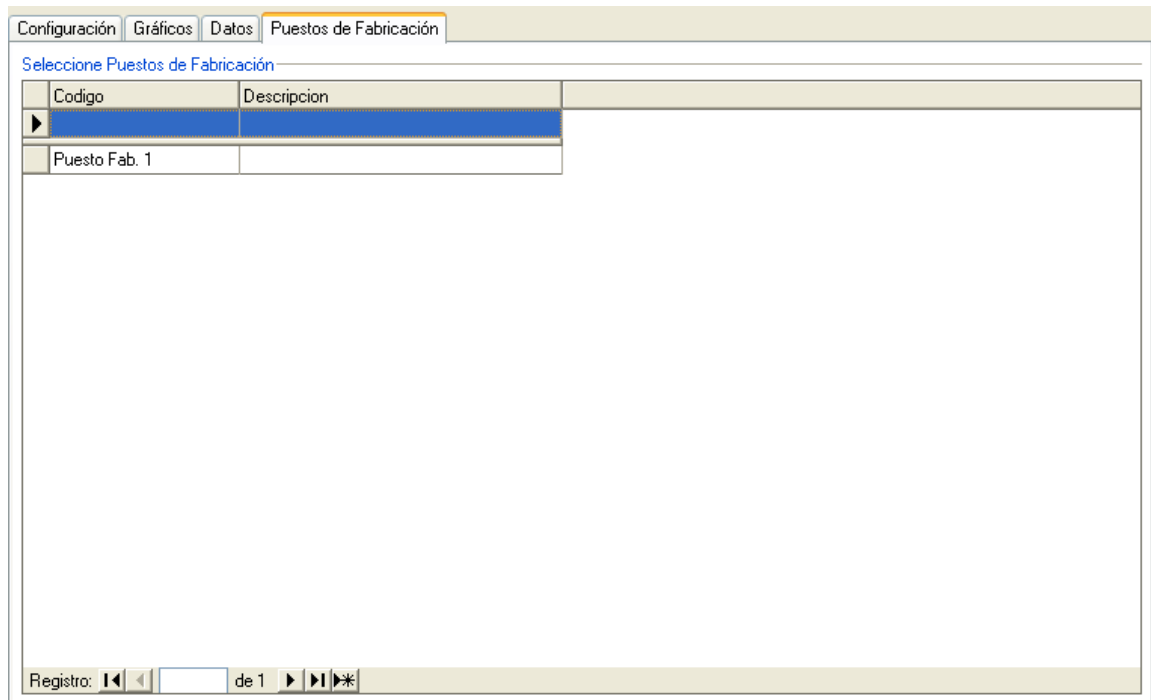 Configuración Gráficos Datos Puestos de Fabricación
Seleccione Puestos de Fabricación
Codigo Descripcion
Puesto Fab. 1
Registro: de 1